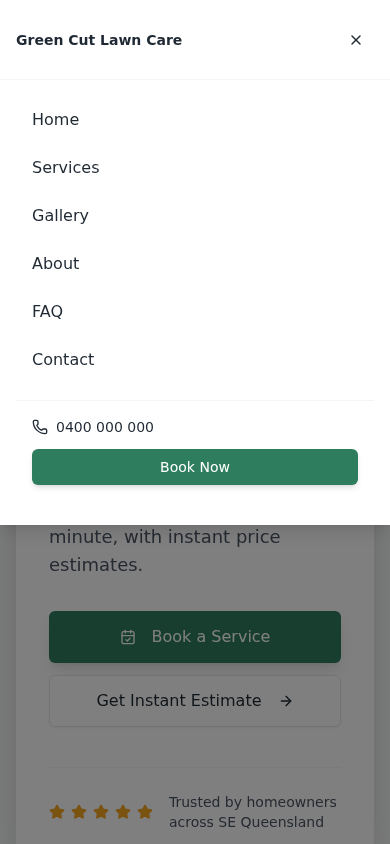 Green Cut Lawn Care
Home
Services
Gallery
About
FAQ
Contact
0400 000 000
Book Now
minute, with instant price
estimates.
Book a Service
Get Instant Estimate
Trusted by homeowners
across SE Queensland